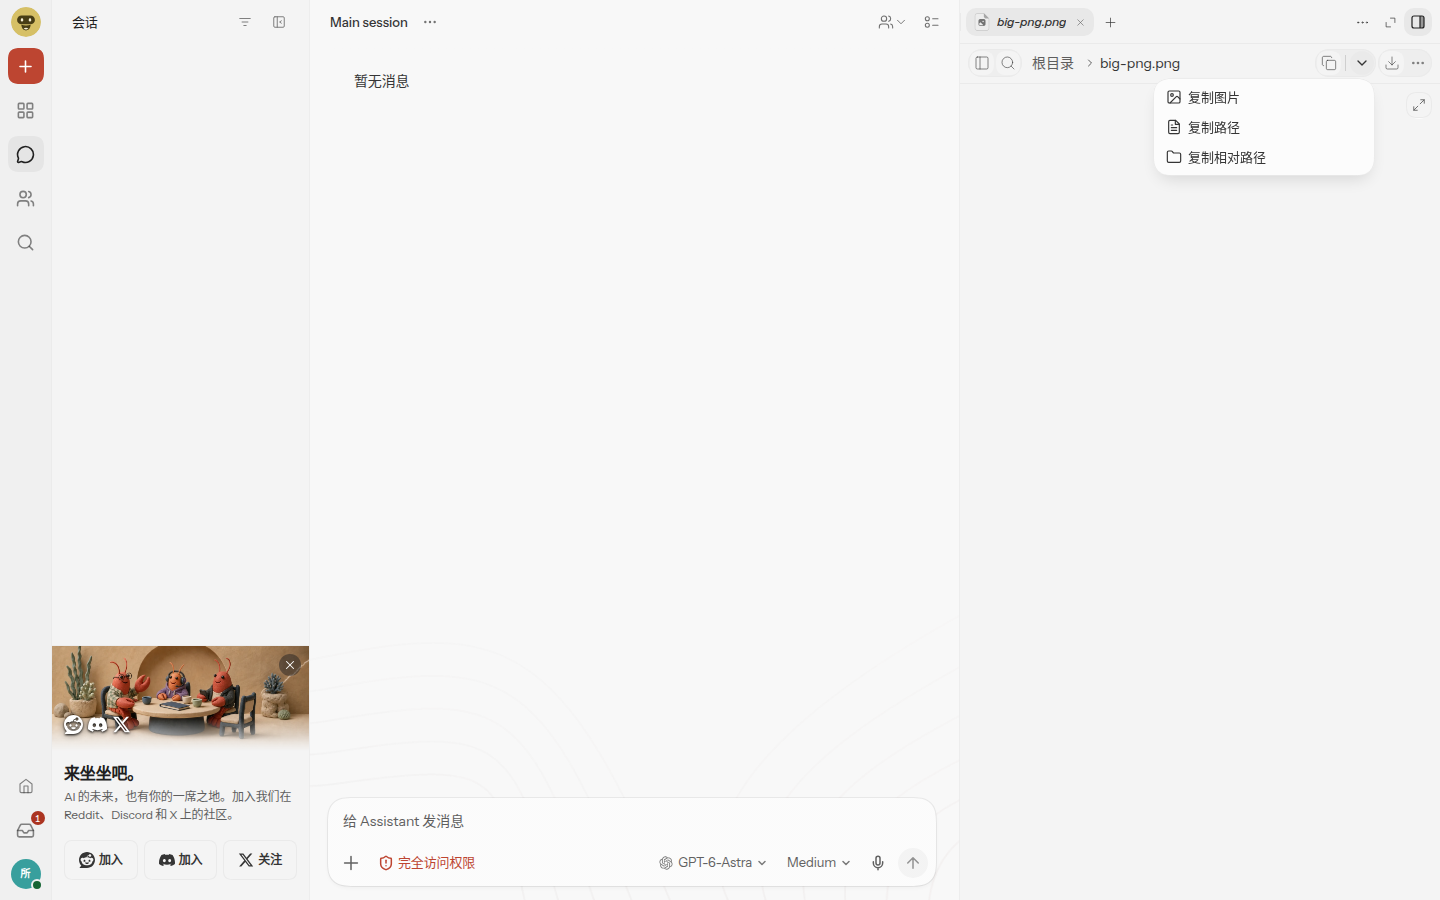 会话
Main session
暂无消息
big-png.png
根目录 big-png.png
复制图片
复制路径
复制相对路径
来坐坐吧。
AI 的未来，也有你的一席之地。加入我们在
Reddit、Discord 和 X 上的社区。
加入 加入 关注
1
所
给 Assistant 发消息
完全访问权限
GPT-6-Astra
Medium